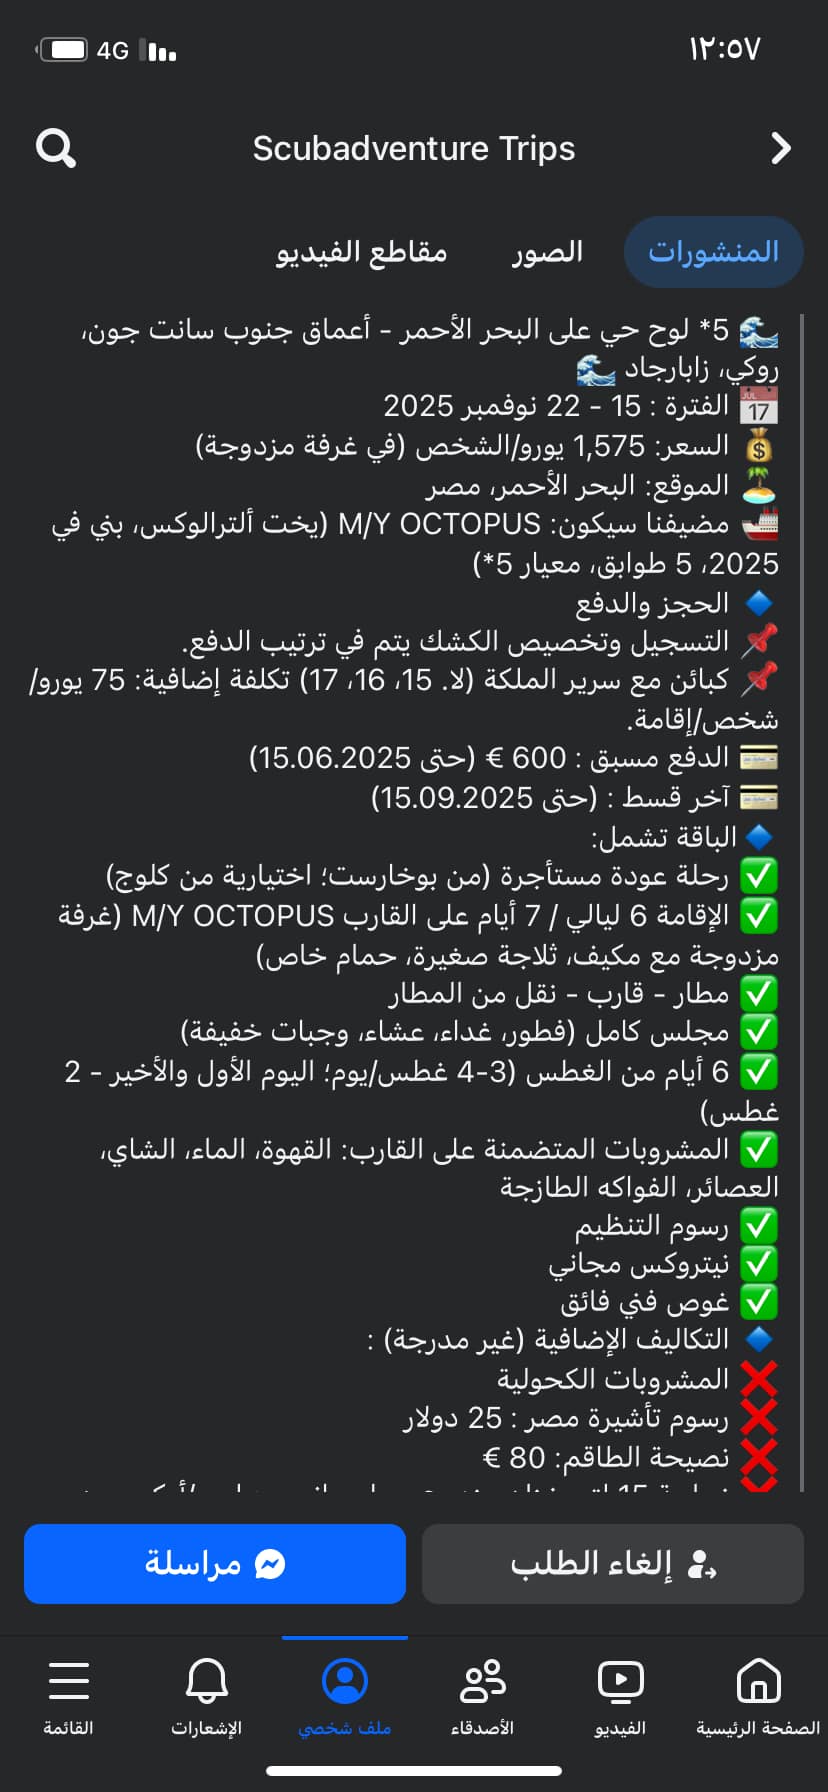 ١٢:٥٧
4G
Scubadventure Trips
المنشورات
الصور
مقاطع الفيديو
🌊 5* لوح حي على البحر الأحمر - أعماق جنوب سانت جون،
روكي، زابارجاد 🌊
📅 الفترة : 15 - 22 نوفمبر 2025
💰 السعر: 1,575 يورو/الشخص (في غرفة مزدوجة)
🏝️ الموقع: البحر الأحمر، مصر
🚢 مضيفنا سيكون: M/Y OCTOPUS (يخت ألترالوكس، بني في
2025، 5 طوابق، معيار 5*)
🔷 الحجز والدفع
📌 التسجيل وتخصيص الكشك يتم في ترتيب الدفع.
📌 كبائن مع سرير الملكة (لا. 15، 16، 17) تكلفة إضافية: 75 يورو/
شخص/إقامة.
💳 الدفع مسبق : 600 € (حتى 15.06.2025)
💳 آخر قسط : (حتى 15.09.2025)
🔷 الباقة تشمل:
✅ رحلة عودة مستأجرة (من بوخارست؛ اختيارية من كلوج)
✅ الإقامة 6 ليالي / 7 أيام على القارب M/Y OCTOPUS (غرفة
مزدوجة مع مكيف، ثلاجة صغيرة، حمام خاص)
✅ مطار - قارب - نقل من المطار
✅ مجلس كامل (فطور، غداء، عشاء، وجبات خفيفة)
✅ 6 أيام من الغطس (3-4 غطس/يوم؛ اليوم الأول والأخير - 2
غطس)
✅ المشروبات المتضمنة على القارب: القهوة، الماء، الشاي،
العصائر، الفواكه الطازجة
✅ رسوم التنظيم
✅ نيتروكس مجاني
✅ غوص فني فائق
🔷 التكاليف الإضافية (غير مدرجة) :
❌ المشروبات الكحولية
❌ رسوم تأشيرة مصر : 25 دولار
❌ نصيحة الطاقم: 80 €
إلغاء الطلب
مراسلة
الصفحة الرئيسية
الفيديو
الأصدقاء
ملف شخصي
الإشعارات
القائمة